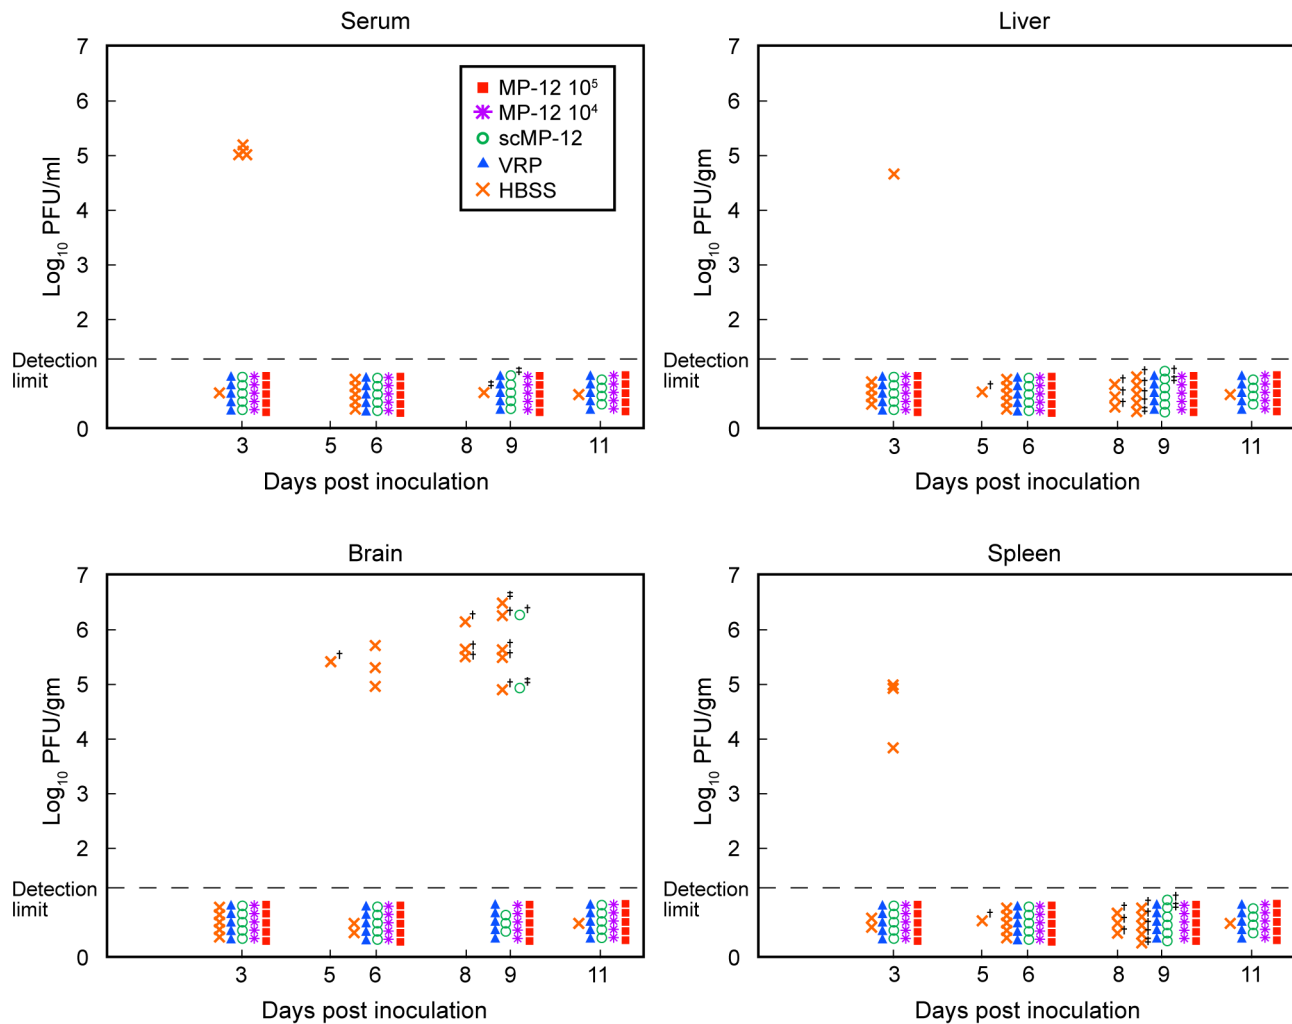 Serum
7
6
5
4
3
2
Detection
limit
0
Log₁₀ PFU/ml
MP-12 10⁵
MP-12 10⁴
scMP-12
VRP
HBSS
‡
‡
3 5 6 8 9 11
Days post inoculation
Liver
7
6
5
4
3
2
Detection
limit
0
Log₁₀ PFU/gm
† † † † † † † † ‡ † ‡
3 5 6 8 9 11
Days post inoculation
Brain
7
6
5
4
3
2
Detection
limit
0
Log₁₀ PFU/gm
† † † † ‡ † † † † † ‡
3 5 6 8 9 11
Days post inoculation
Spleen
7
6
5
4
3
2
Detection
limit
0
Log₁₀ PFU/gm
† † † † † † † † ‡ † ‡
3 5 6 8 9 11
Days post inoculation